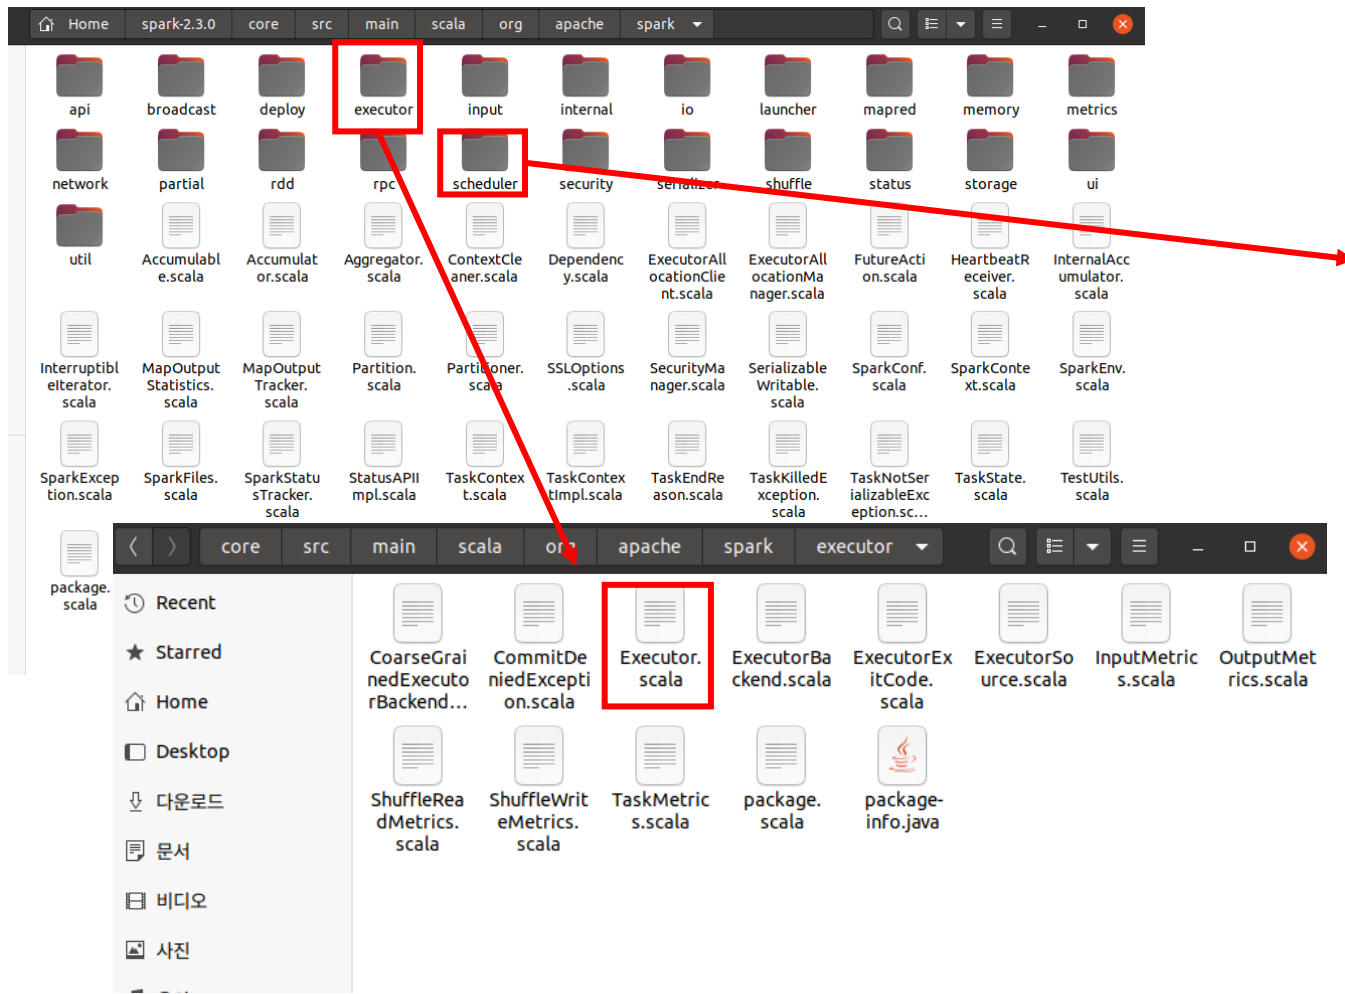 Home spark-2.3.0 core src main scala org apache spark
api broadcast deploy executor input internal io launcher mapred memory metrics
network partial rdd rpc scheduler security serializer shuffle status storage ui
util Accumulabl Accumulat Aggregator. ContextCle Dependenc ExecutorAll ExecutorAll FutureActi HeartbeatR InternalAcc
e.scala or.scala scala aner.scala y.scala ocationClie ocationMa on.scala eceiver. umulator.
nt.scala nager.scala scala scala
Interruptibl MapOutput MapOutput Partition. Partitioner. SSLOptions SecurityMa Serializable SparkConf. SparkConte SparkEnv.
eIterator. Statistics. Tracker. scala scala .scala nager.scala Writable. scala xt.scala scala
scala scala scala scala
SparkExcep SparkFiles. SparkStatu StatusAPII TaskContex TaskContex TaskEndRe TaskKilledE TaskNotSer TaskState. TestUtils.
tion.scala scala sTracker. mpl.scala t.scala tImpl.scala ason.scala xception. ializableExc scala scala
scala scala eption.sc...
package.
scala
core src main scala org apache spark executor
Recent
Starred
Home
Desktop
다운로드
문서
비디오
사진
CoarseGrai CommitDe Executor. ExecutorBa ExecutorEx ExecutorSo InputMetric OutputMet
nedExecuto niedExcepti scala ckend.scala itCode. urce.scala s.scala rics.scala
rBackend... on.scala scala
ShuffleRea ShuffleWrit TaskMetric package. package-
dMetrics. eMetrics. s.scala scala info.java
scala scala